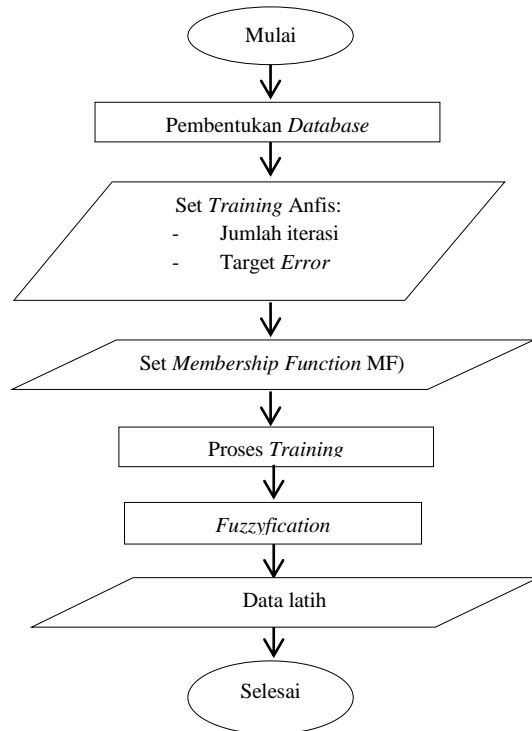 Mulai
Pembentukan Database
Set Training Anfis:
- Jumlah iterasi
- Target Error
Set Membership Function MF)
Proses Training
Fuzzyfication
Data latih
Selesai